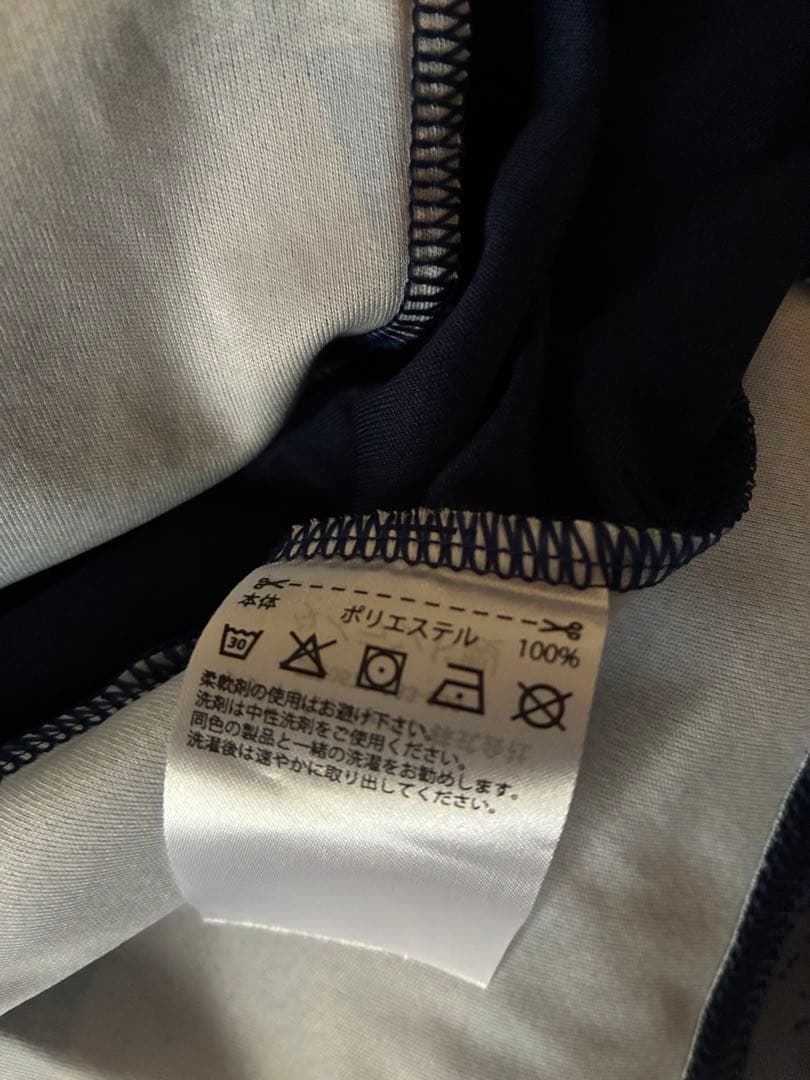 本体
ポリエステル 100%
30
柔軟剤の使用はお避け下さい。
洗剤は中性洗剤をご使用ください。
同色の製品と一緒の洗濯をお勧めします。
洗濯後は速やかに取り出してください。